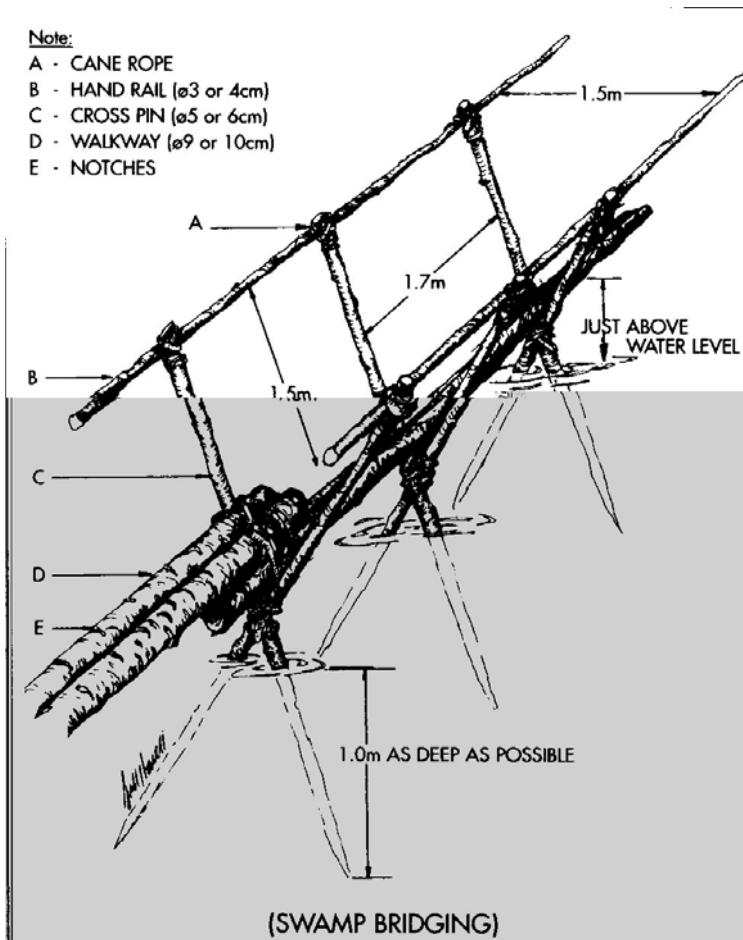 Note:
A - CANE ROPE
B - HAND RAIL (ø3 or 4cm)
C - CROSS PIN (ø5 or 6cm)
D - WALKWAY (ø9 or 10cm)
E - NOTCHES
1.5m
A
1.7m
JUST ABOVE
WATER LEVEL
B
1.5m.
C
D
E
1.0m AS DEEP AS POSSIBLE
(SWAMP BRIDGING)